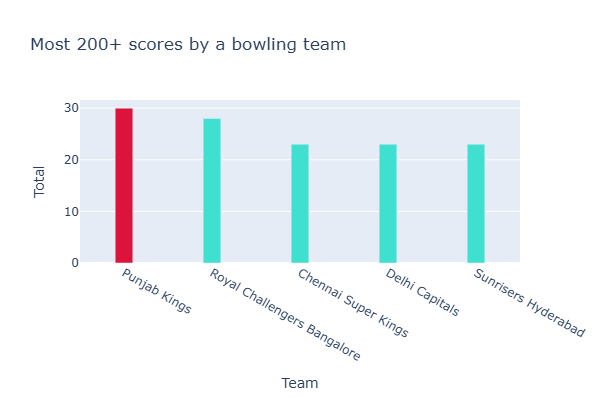 Most 200+ scores by a bowling team
Total
30
20
10
0
Punjab Kings
Royal Challengers Bangalore
Chennai Super Kings
Delhi Capitals
Sunrisers Hyderabad
Team